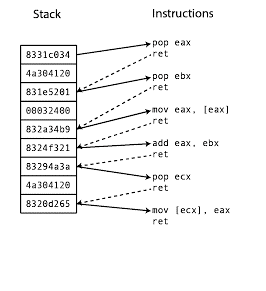 Stack
Instructions
8331c034
4a304120
831e5201
00032400
832a34b9
8324f321
83294a3a
4a304120
8320d265
pop eax
ret
pop ebx
ret
mov eax, [eax]
ret
add eax, ebx
ret
pop ecx
ret
mov [ecx], eax
ret